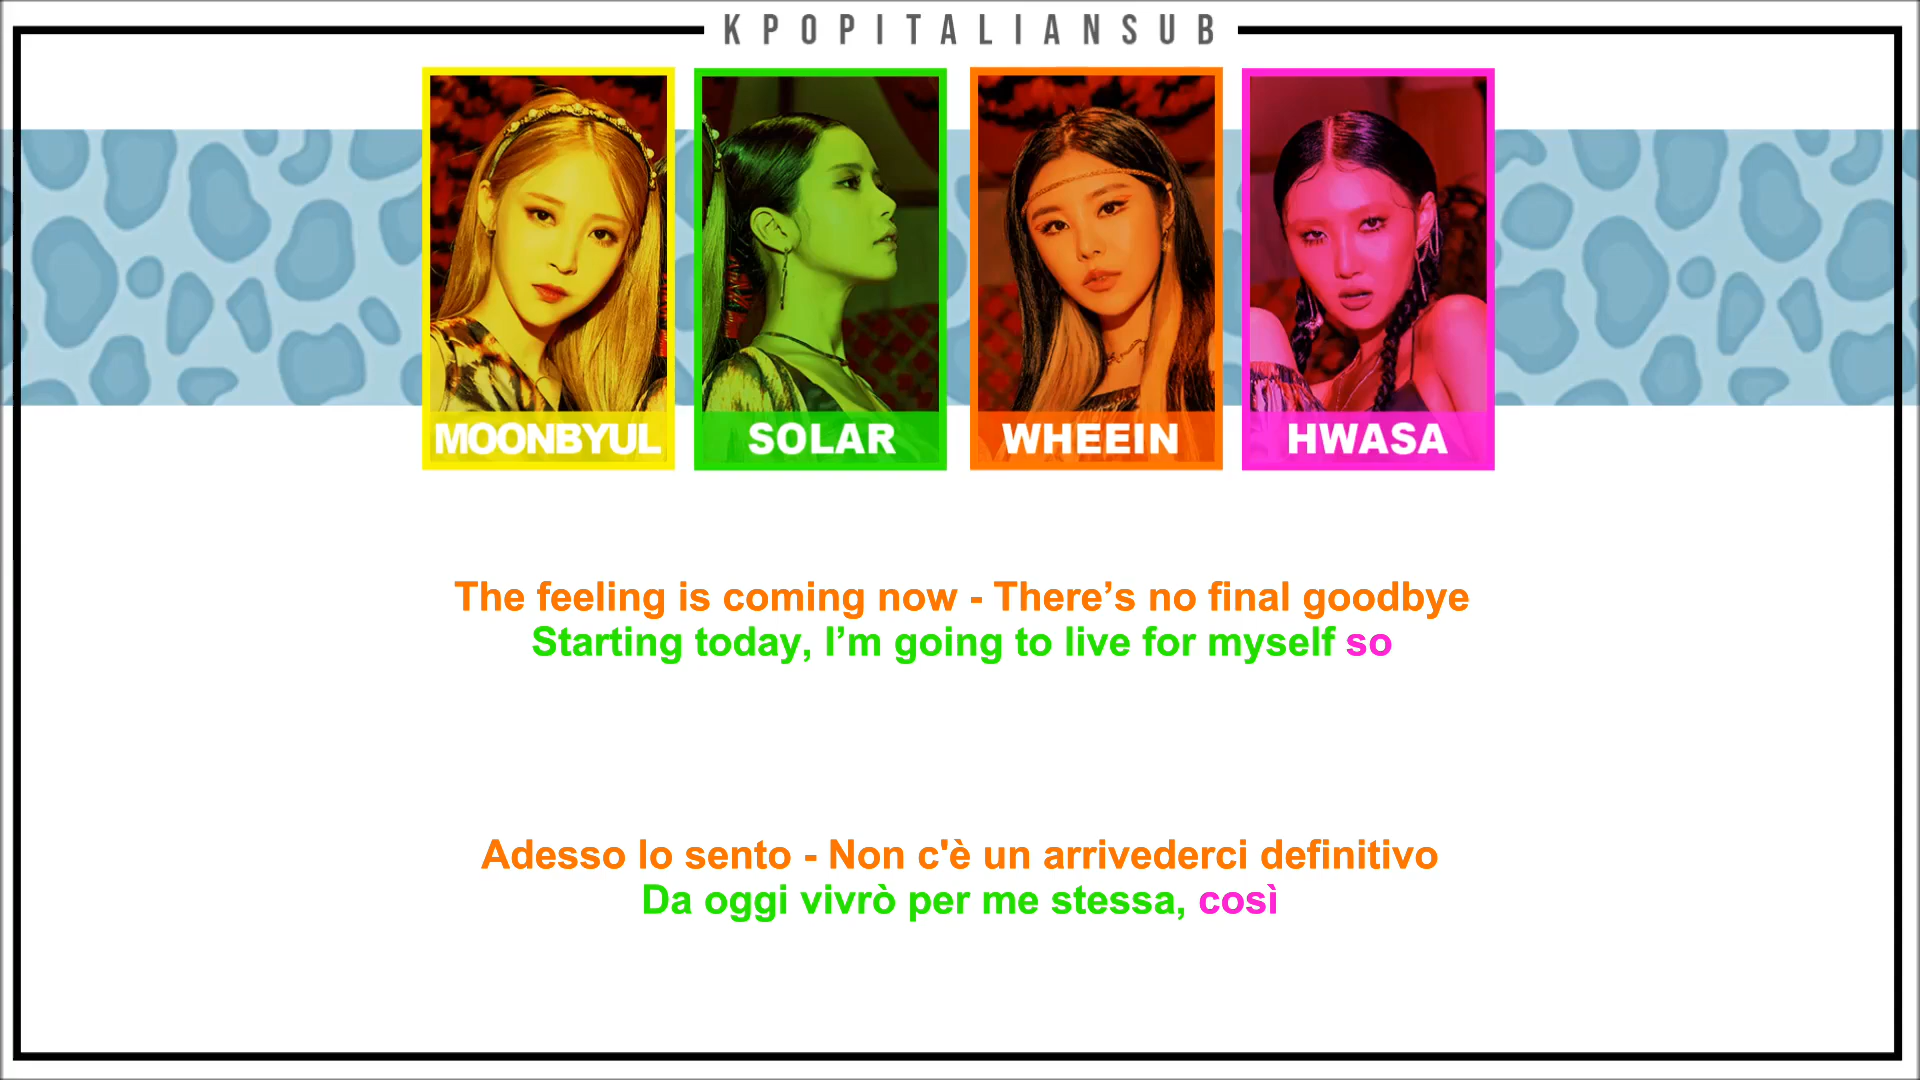 KPOPITALIANSUB
MOONBYUL
SOLAR
WHEEIN
HWASA
The feeling is coming now - There’s no final goodbye
Starting today, I’m going to live for myself so
Adesso lo sento - Non c'è un arrivederci definitivo
Da oggi vivrò per me stessa, così